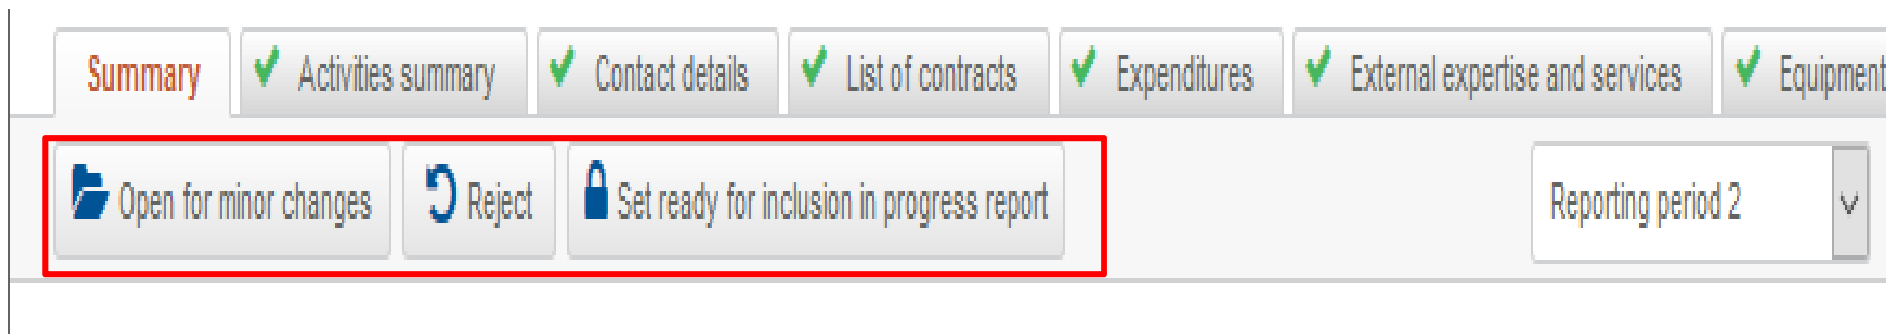 Summary Activities summary Contact details List of contracts Expenditures External expertise and services Equipment
Open for minor changes Reject Set ready for inclusion in progress report Reporting period 2